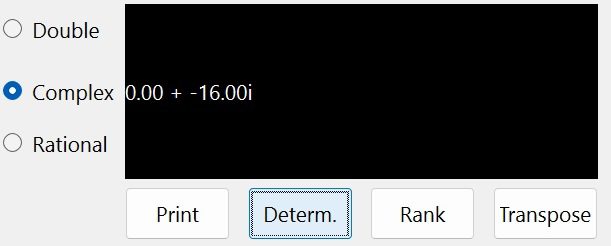 Double
Complex
0.00 + -16.00i
Rational
Print
Determ.
Rank
Transpose